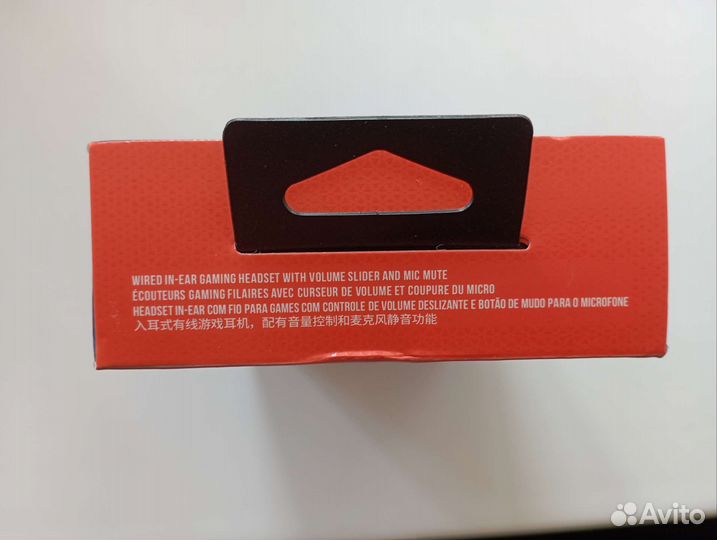 WIRED IN-EAR GAMING HEADSET WITH VOLUME SLIDER AND MIC MUTE
ÉCOUTEURS GAMING FILAIRES AVEC CURSEUR DE VOLUME ET COUPURE DU MICRO
HEADSET IN-EAR COM FIO PARA GAMES COM CONTROLE DE VOLUME DESLIZANTE E BOTÃO DE MUDO PARA O MICROFONE
入耳式有线游戏耳机，配有音量控制和麦克风静音功能
Avito